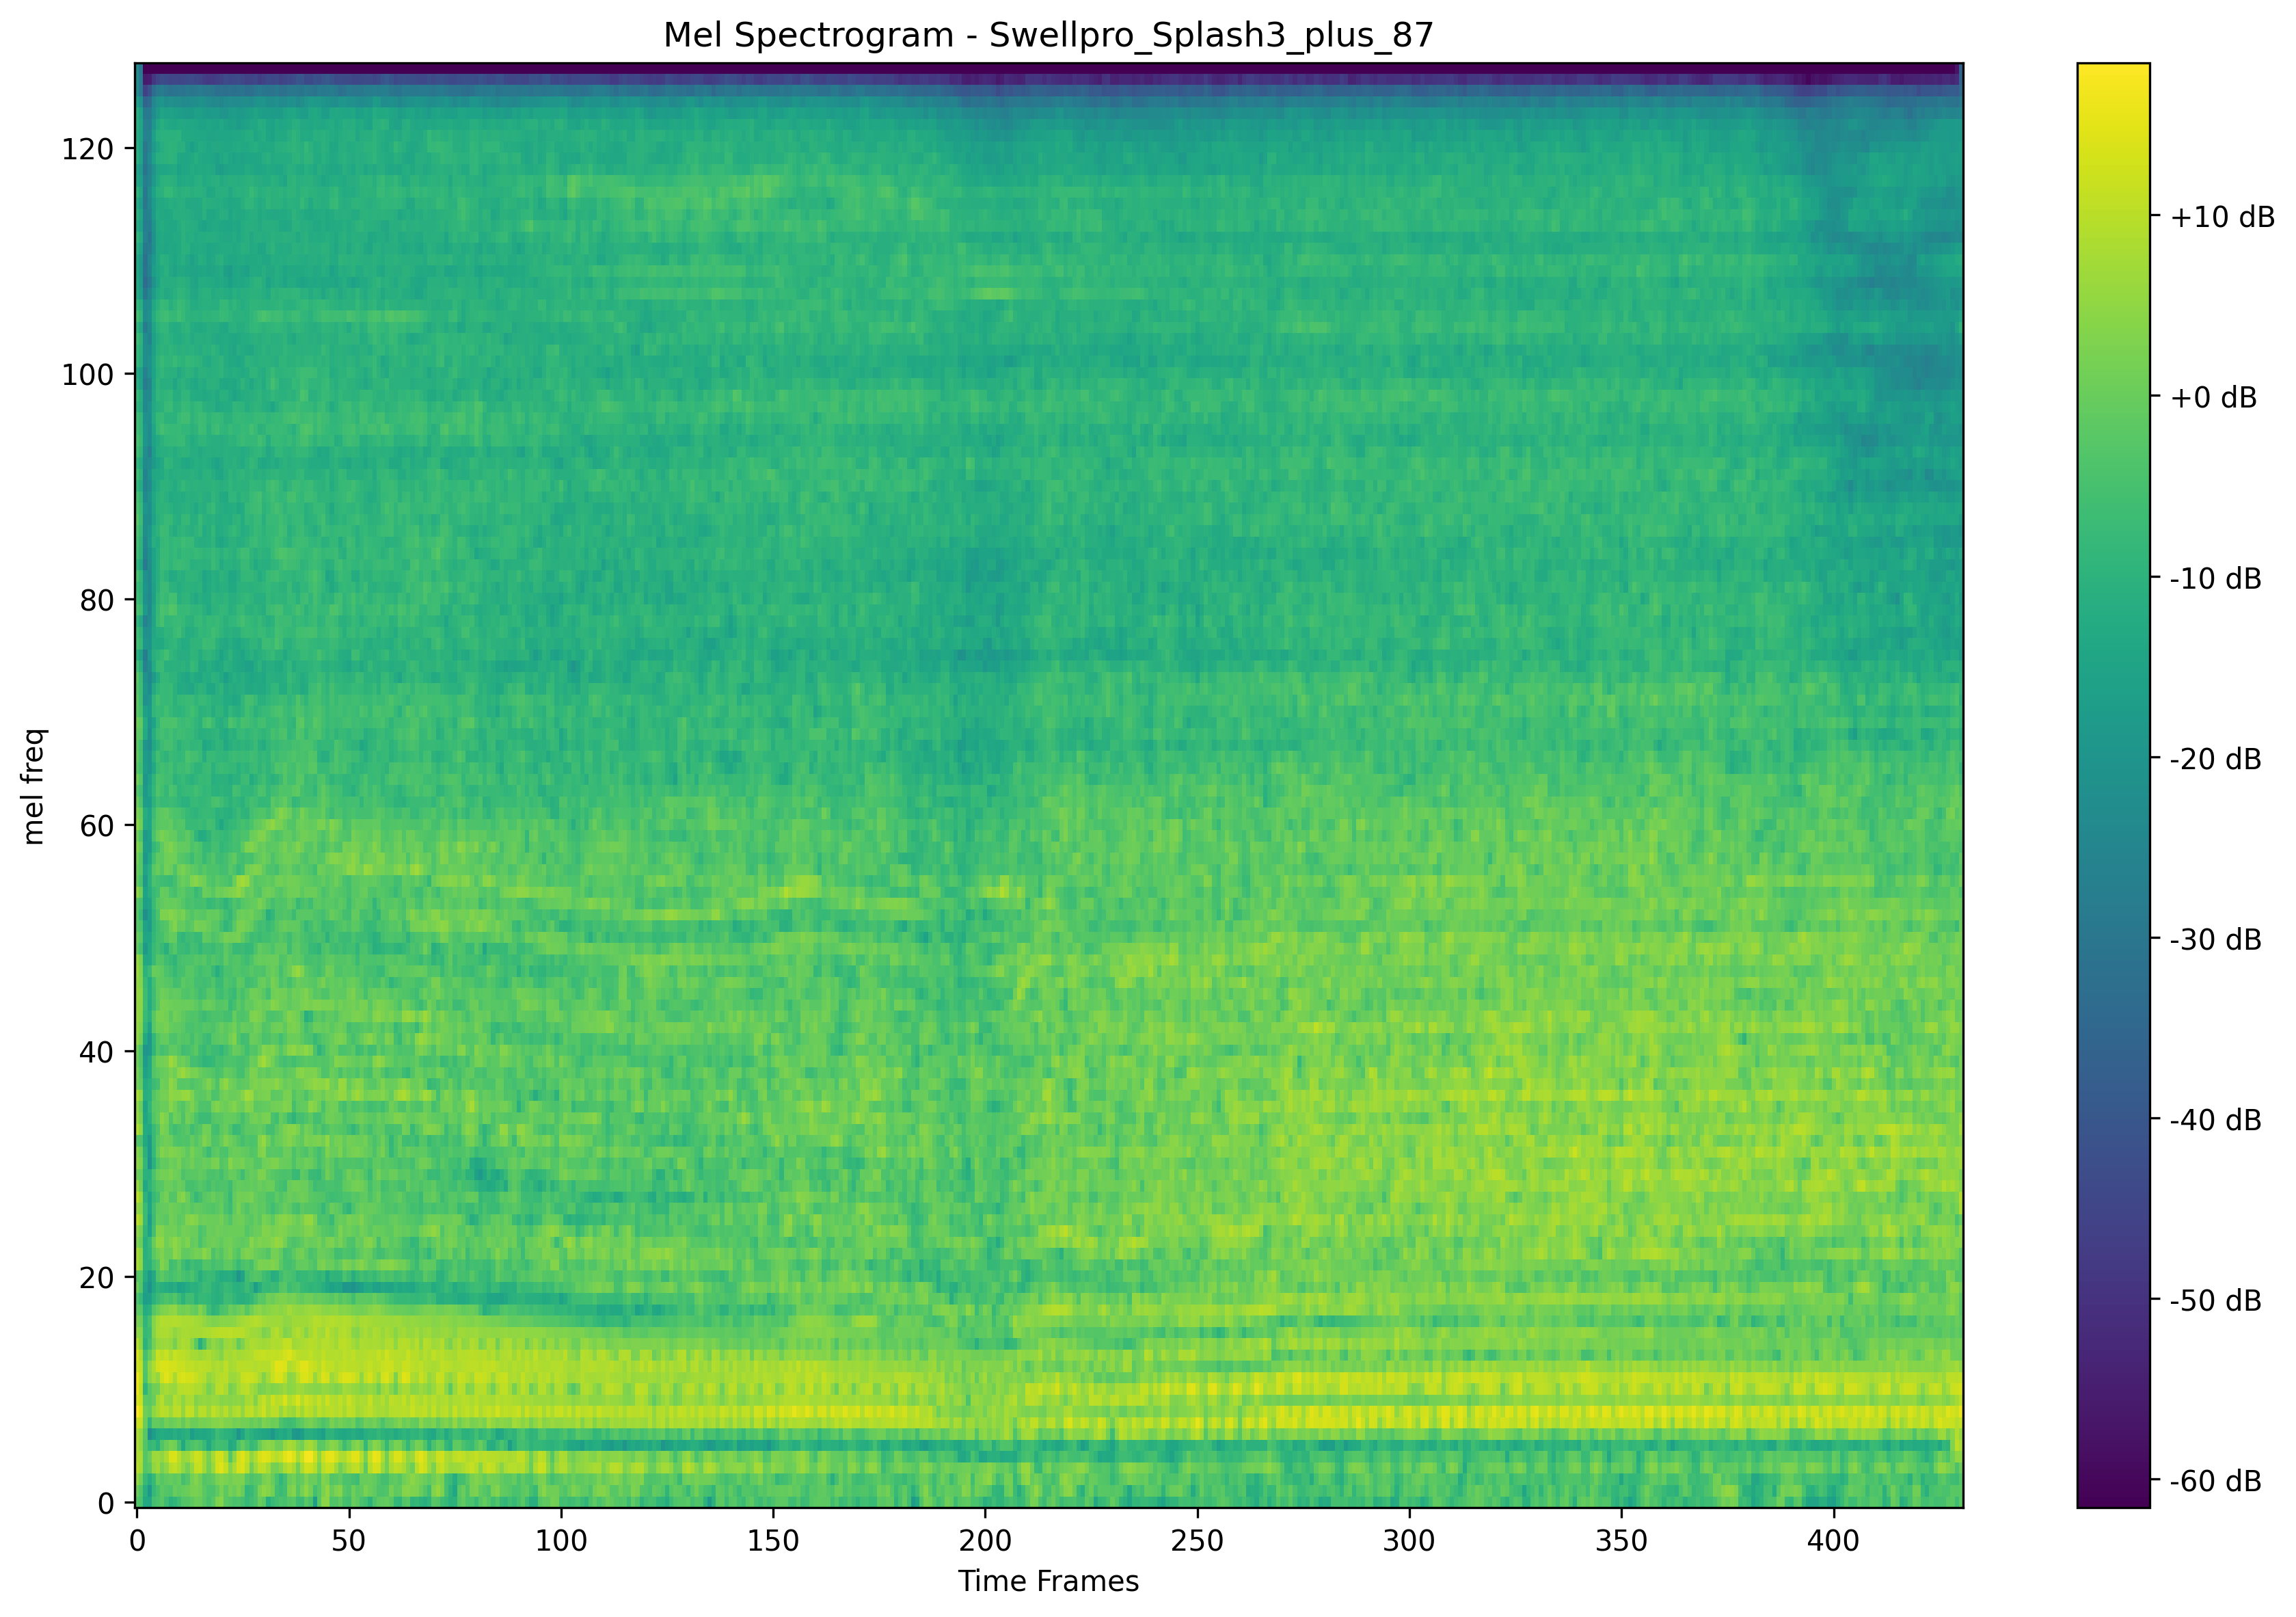 Mel Spectrogram - Swellpro_Splash3_plus_87
mel freq
120
100
80
60
40
20
0
0 50 100 150 200 250 300 350 400
Time Frames
+10 dB
+0 dB
-10 dB
-20 dB
-30 dB
-40 dB
-50 dB
-60 dB